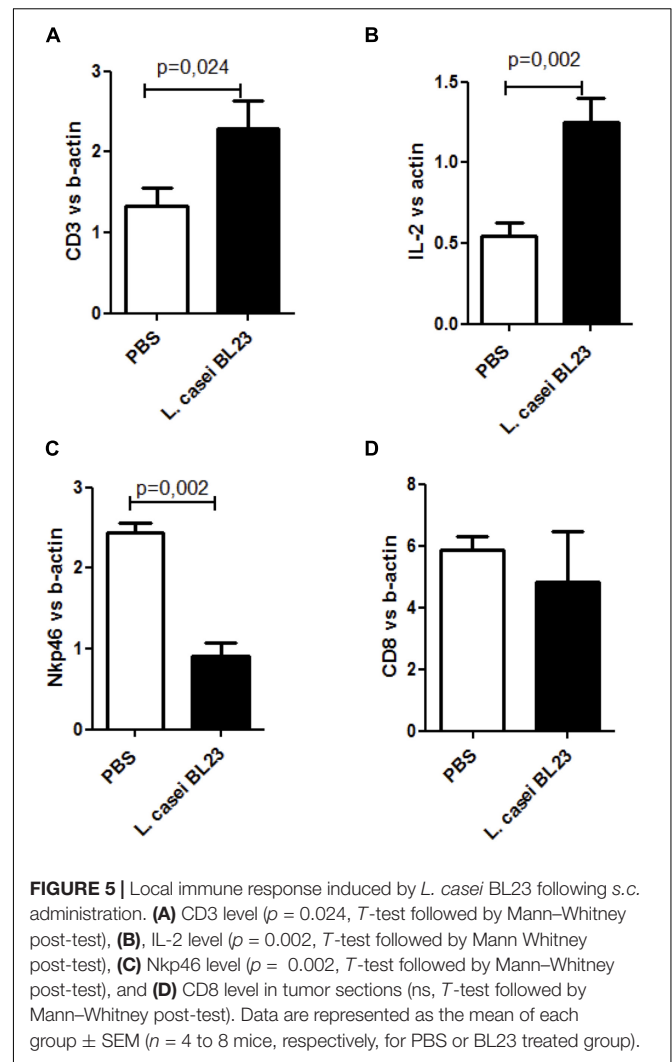 A
p=0,024
CD3 vs b-actin
3
2
1
0
PBS
L. casei BL23
B
p=0,002
IL-2 vs actin
1.5
1.0
0.5
0.0
PBS
L. casei BL23
C
p=0,002
Nkp46 vs b-actin
3
2
1
0
PBS
L. casei BL23
D
CD8 vs b-actin
8
6
4
2
0
PBS
L. casei BL23
FIGURE 5 | Local immune response induced by L. casei BL23 following s.c.
administration. (A) CD3 level (p = 0.024, T-test followed by Mann–Whitney
post-test), (B), IL-2 level (p = 0.002, T-test followed by Mann Whitney
post-test), (C) Nkp46 level (p = 0.002, T-test followed by Mann–Whitney
post-test), and (D) CD8 level in tumor sections (ns, T-test followed by
Mann–Whitney post-test). Data are represented as the mean of each
group ± SEM (n = 4 to 8 mice, respectively, for PBS or BL23 treated group).